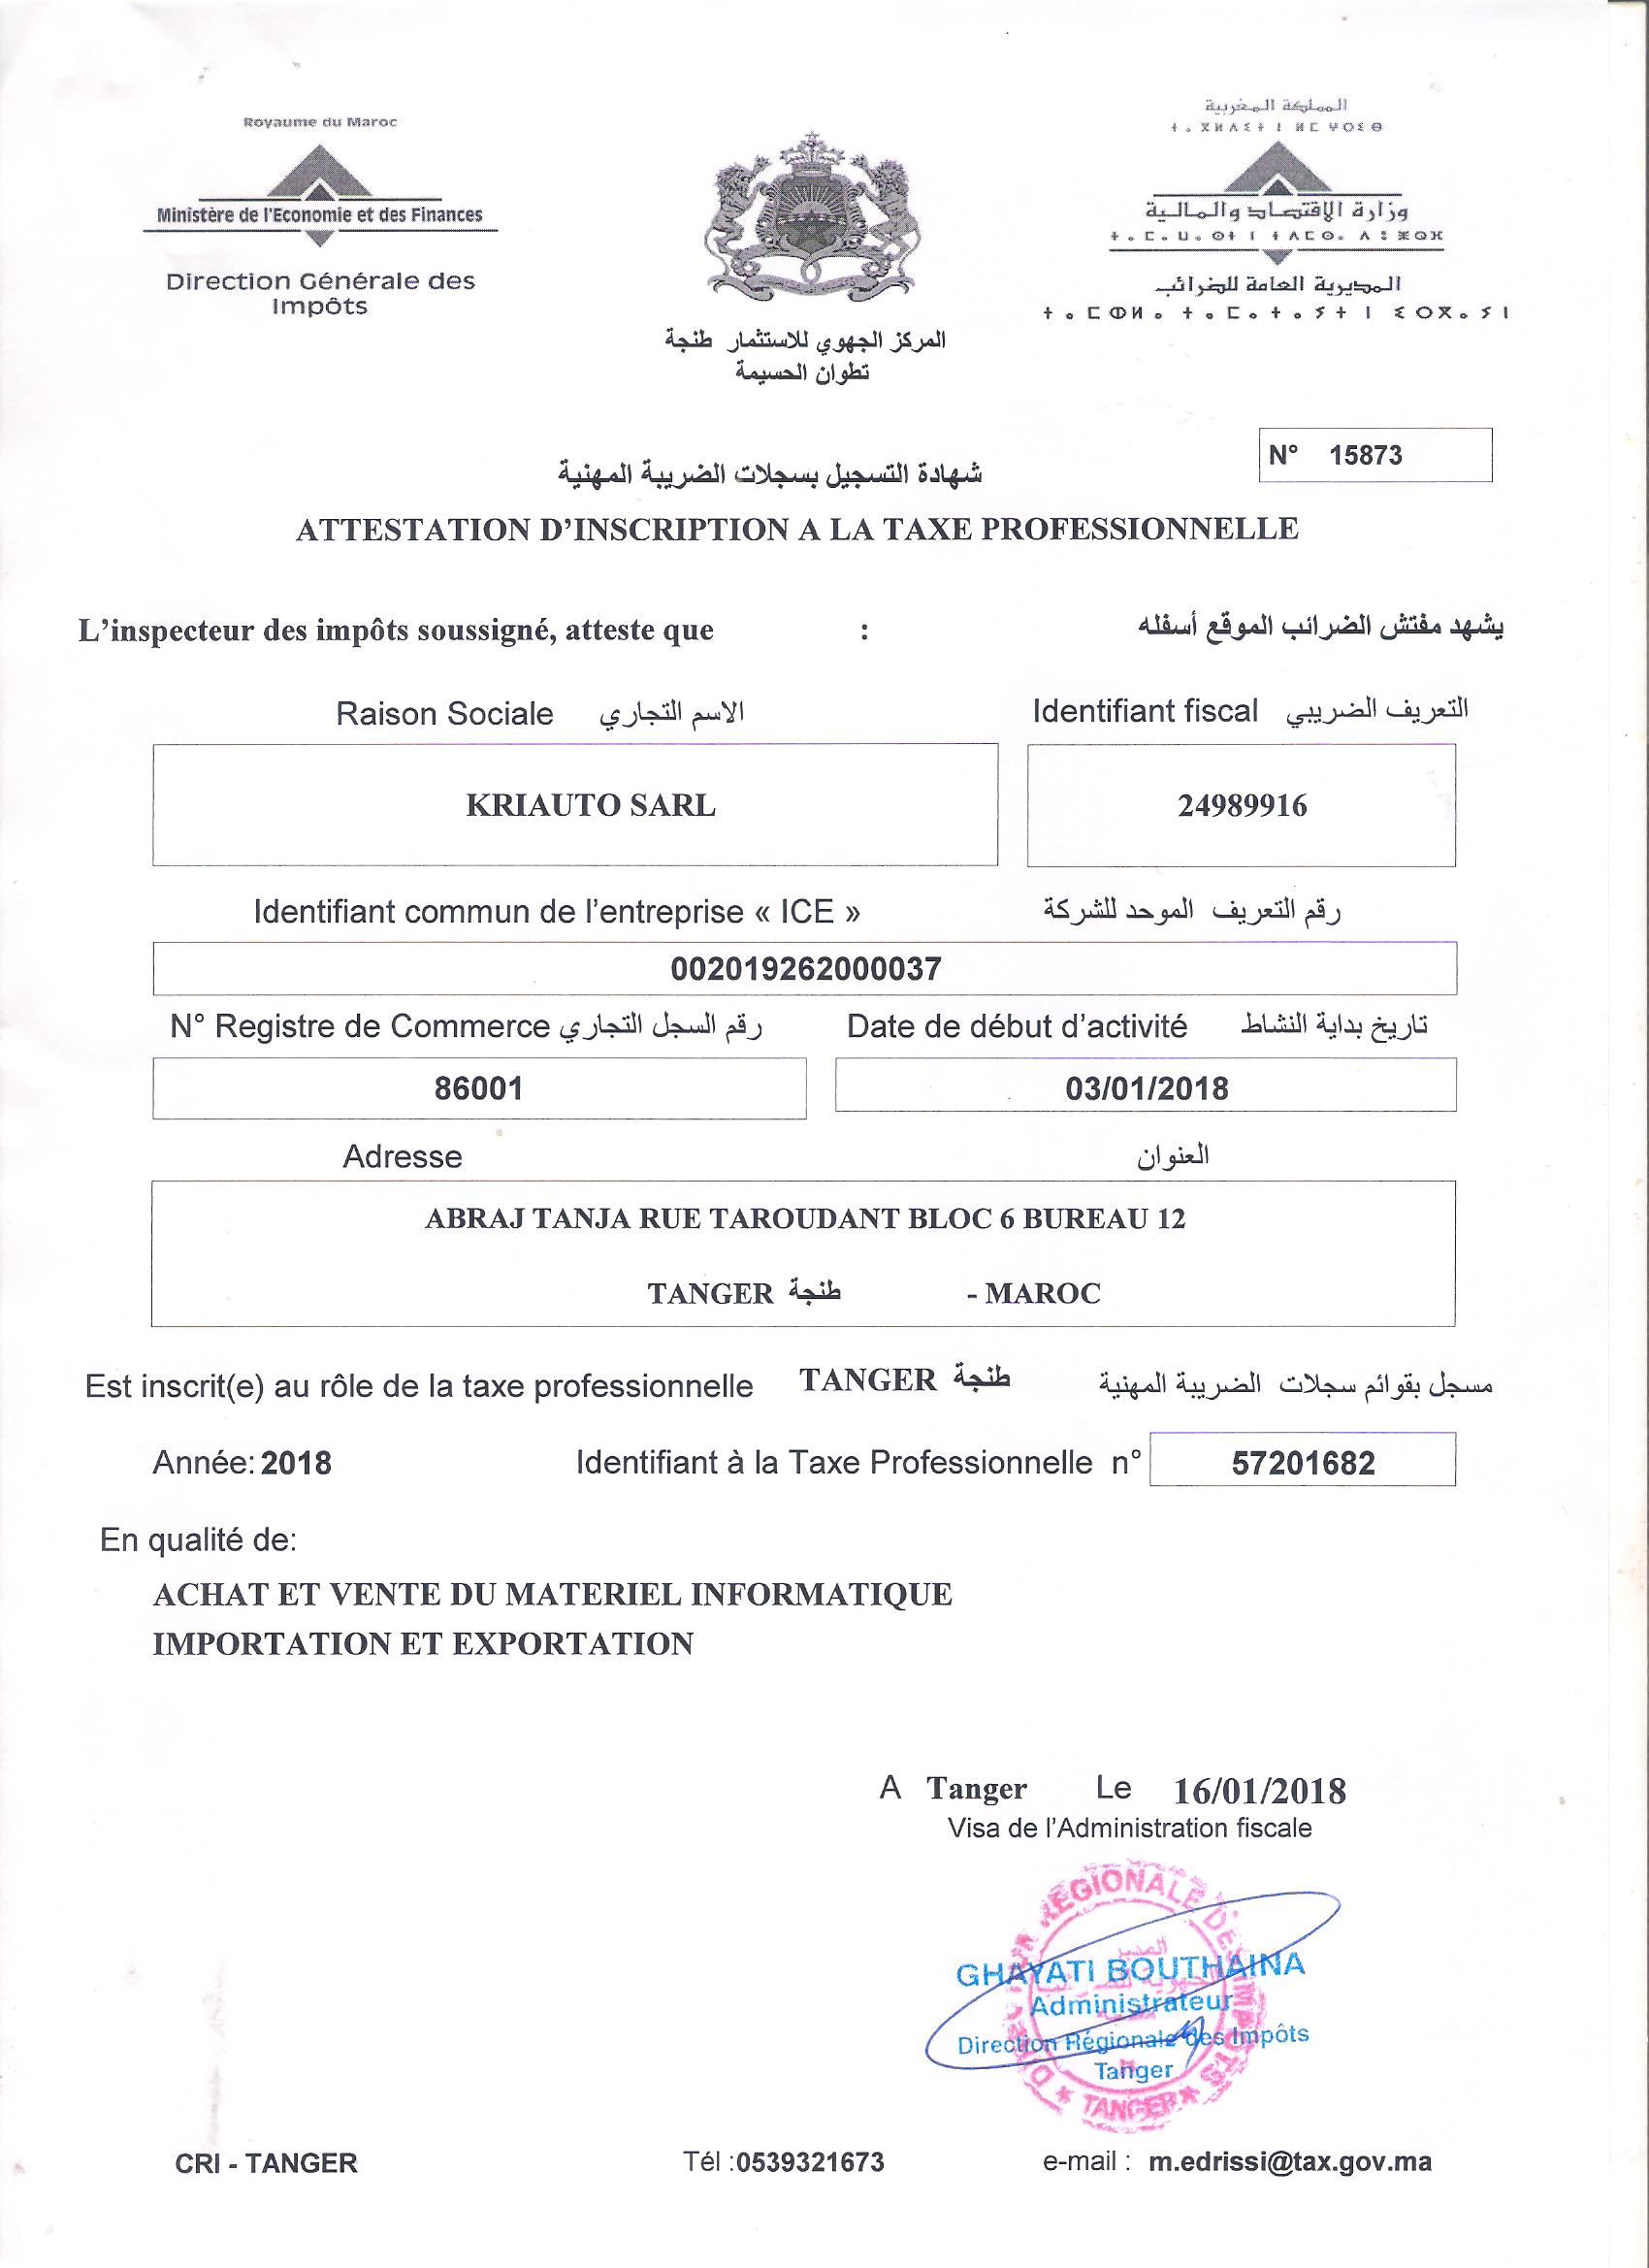 Royaume du Maroc
Ministère de l'Economie et des Finances
Direction Générale des
Impôts
المركز الجهوي للاستثمار طنجة
تطوان الحسيمة
المملكة المغربية
ⵜⴰⴳⵍⴷⵉⵜ ⵏ ⵍⵎⵖⵔⵉⴱ
وزارة الاقتصاد والمالية
المديرية العامة للضرائب
N° 15873
شهادة التسجيل بسجلات الضريبة المهنية
ATTESTATION D’INSCRIPTION A LA TAXE PROFESSIONNELLE
L’inspecteur des impôts soussigné, atteste que : يشهد مفتش الضرائب الموقع أسفله
Raison Sociale الاسم التجاري Identifiant fiscal التعريف الضريبي
KRIAUTO SARL 24989916
Identifiant commun de l’entreprise « ICE » رقم التعريف الموحد للشركة
002019262000037
N° Registre de Commerce رقم السجل التجاري Date de début d’activité تاريخ بداية النشاط
86001 03/01/2018
Adresse العنوان
ABRAJ TANJA RUE TAROUDANT BLOC 6 BUREAU 12
TANGER طنجة - MAROC
Est inscrit(e) au rôle de la taxe professionnelle TANGER طنجة مسجل بقوائم سجلات الضريبة المهنية
Année: 2018 Identifiant à la Taxe Professionnelle n° 57201682
En qualité de:
ACHAT ET VENTE DU MATERIEL INFORMATIQUE
IMPORTATION ET EXPORTATION
A Tanger Le 16/01/2018
Visa de l’Administration fiscale
REGIONALE DES IMPOTS
TANGER
GHAYATI BOUTHAINA
Administrateur
Direction Régionale des Impôts
Tanger
CRI - TANGER Tél :0539321673 e-mail : m.edrissi@tax.gov.ma